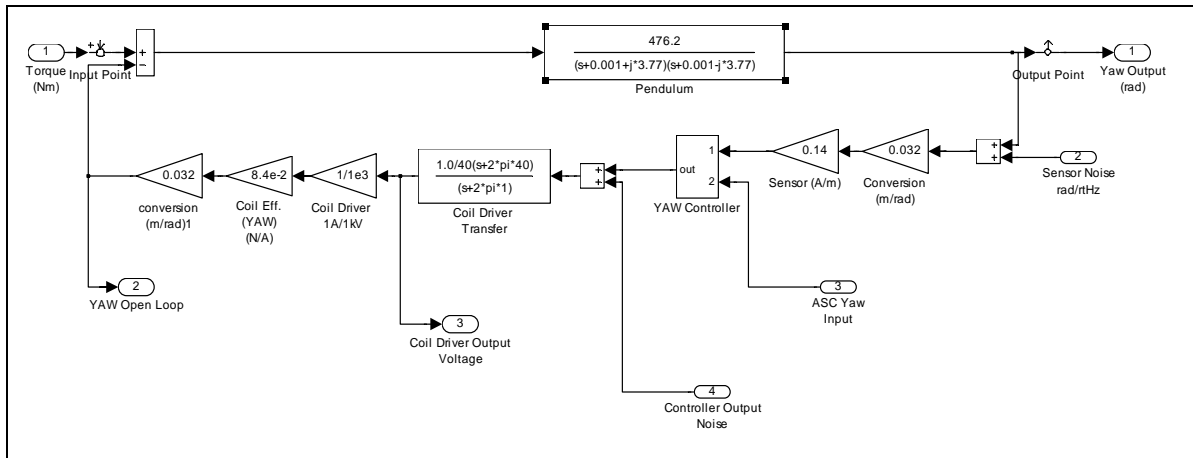 1
Torque
(Nm)
+
Input Point
+
−
476.2
(s+0.001+j*3.77)(s+0.001-j*3.77)
Pendulum
Output Point
1
Yaw Output
(rad)
0.032
conversion
(m/rad)1
8.4e-2
Coil Eff.
(YAW)
(N/A)
1/1e3
Coil Driver
1A/1kV
1.0/40(s+2*pi*40)
(s+2*pi*1)
Coil Driver
Transfer
+
+
out
1
2
YAW Controller
0.14
Sensor (A/m)
0.032
Conversion
(m/rad)
+
+
2
Sensor Noise
rad/rtHz
2
YAW Open Loop
3
Coil Driver Output
Voltage
3
ASC Yaw
Input
4
Controller Output
Noise